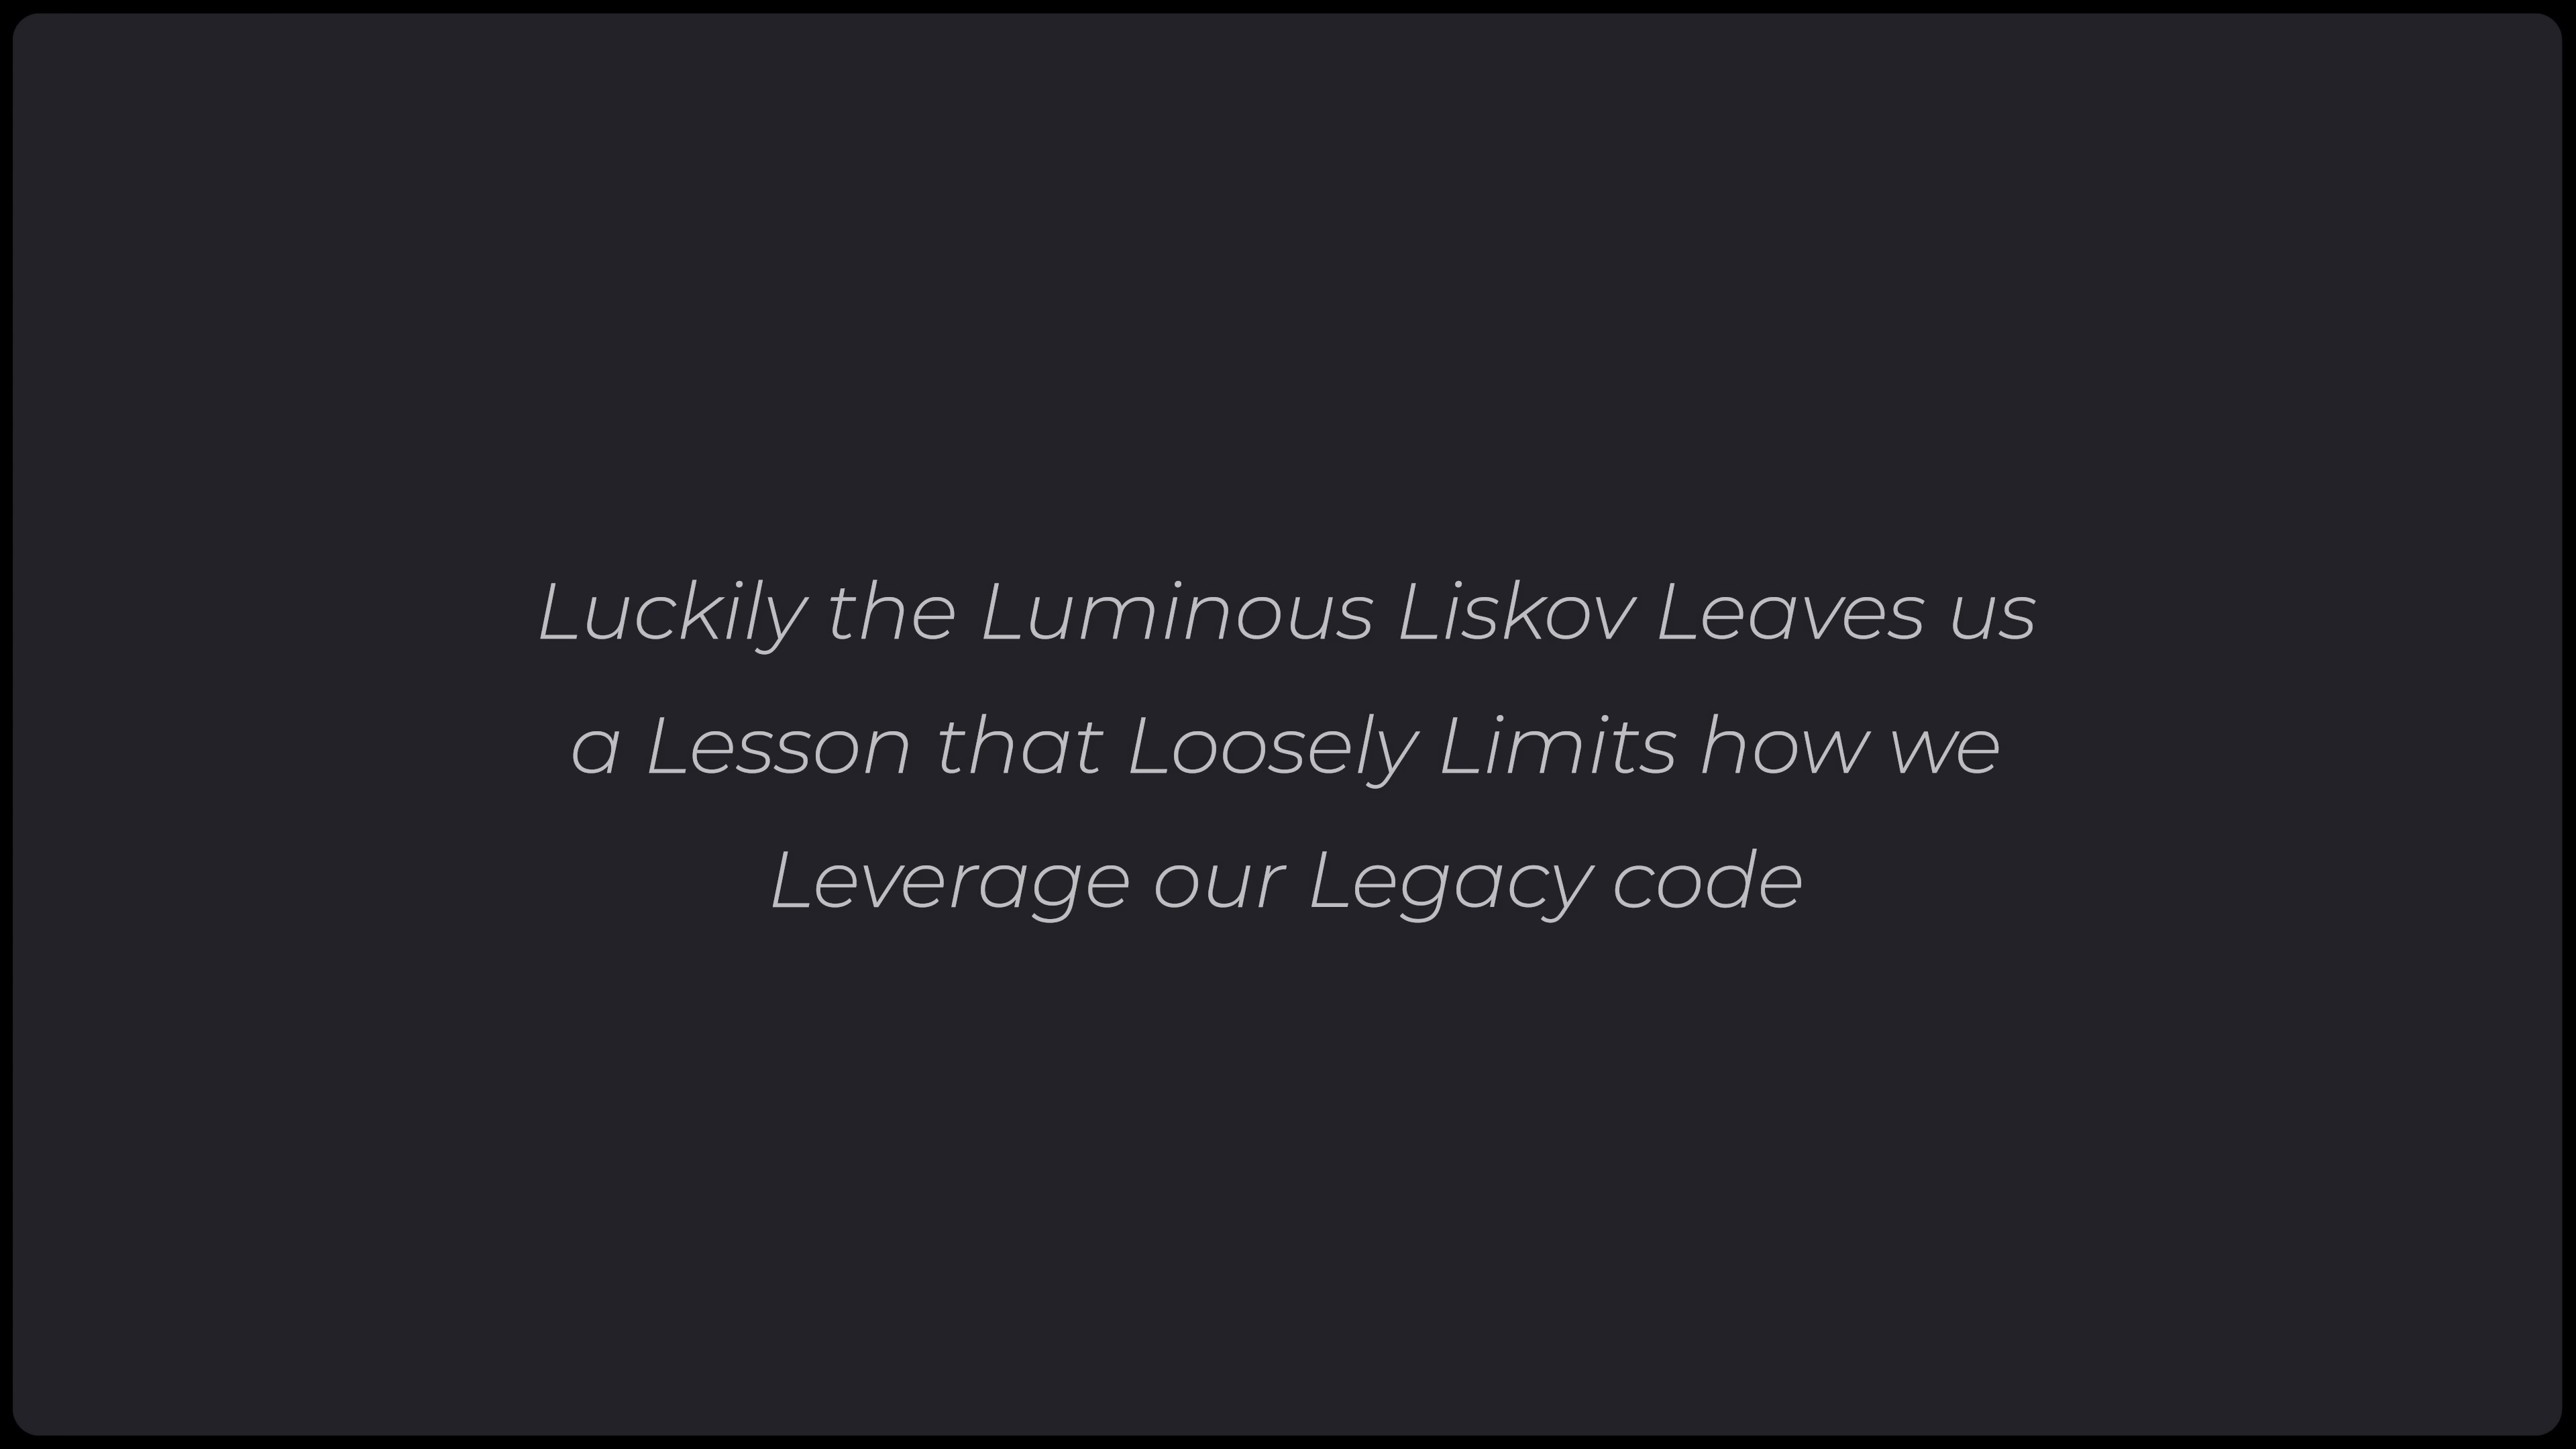 Luckily the Luminous Liskov Leaves us
a Lesson that Loosely Limits how we
Leverage our Legacy code